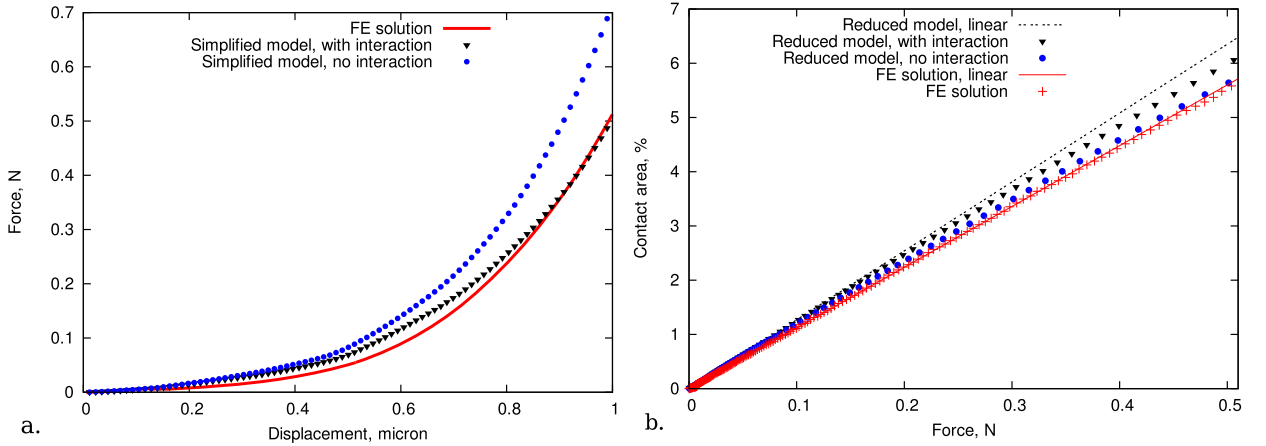 FE solution
Simplified model, with interaction
Simplified model, no interaction
0.7
0.6
0.5
0.4
0.3
0.2
0.1
0
Force, N
0 0.2 0.4 0.6 0.8 1
Displacement, micron
a.
Reduced model, linear
Reduced model, with interaction
Reduced model, no interaction
FE solution, linear
FE solution
7
6
5
4
3
2
1
0
Contact area, %
0 0.1 0.2 0.3 0.4 0.5
Force, N
b.